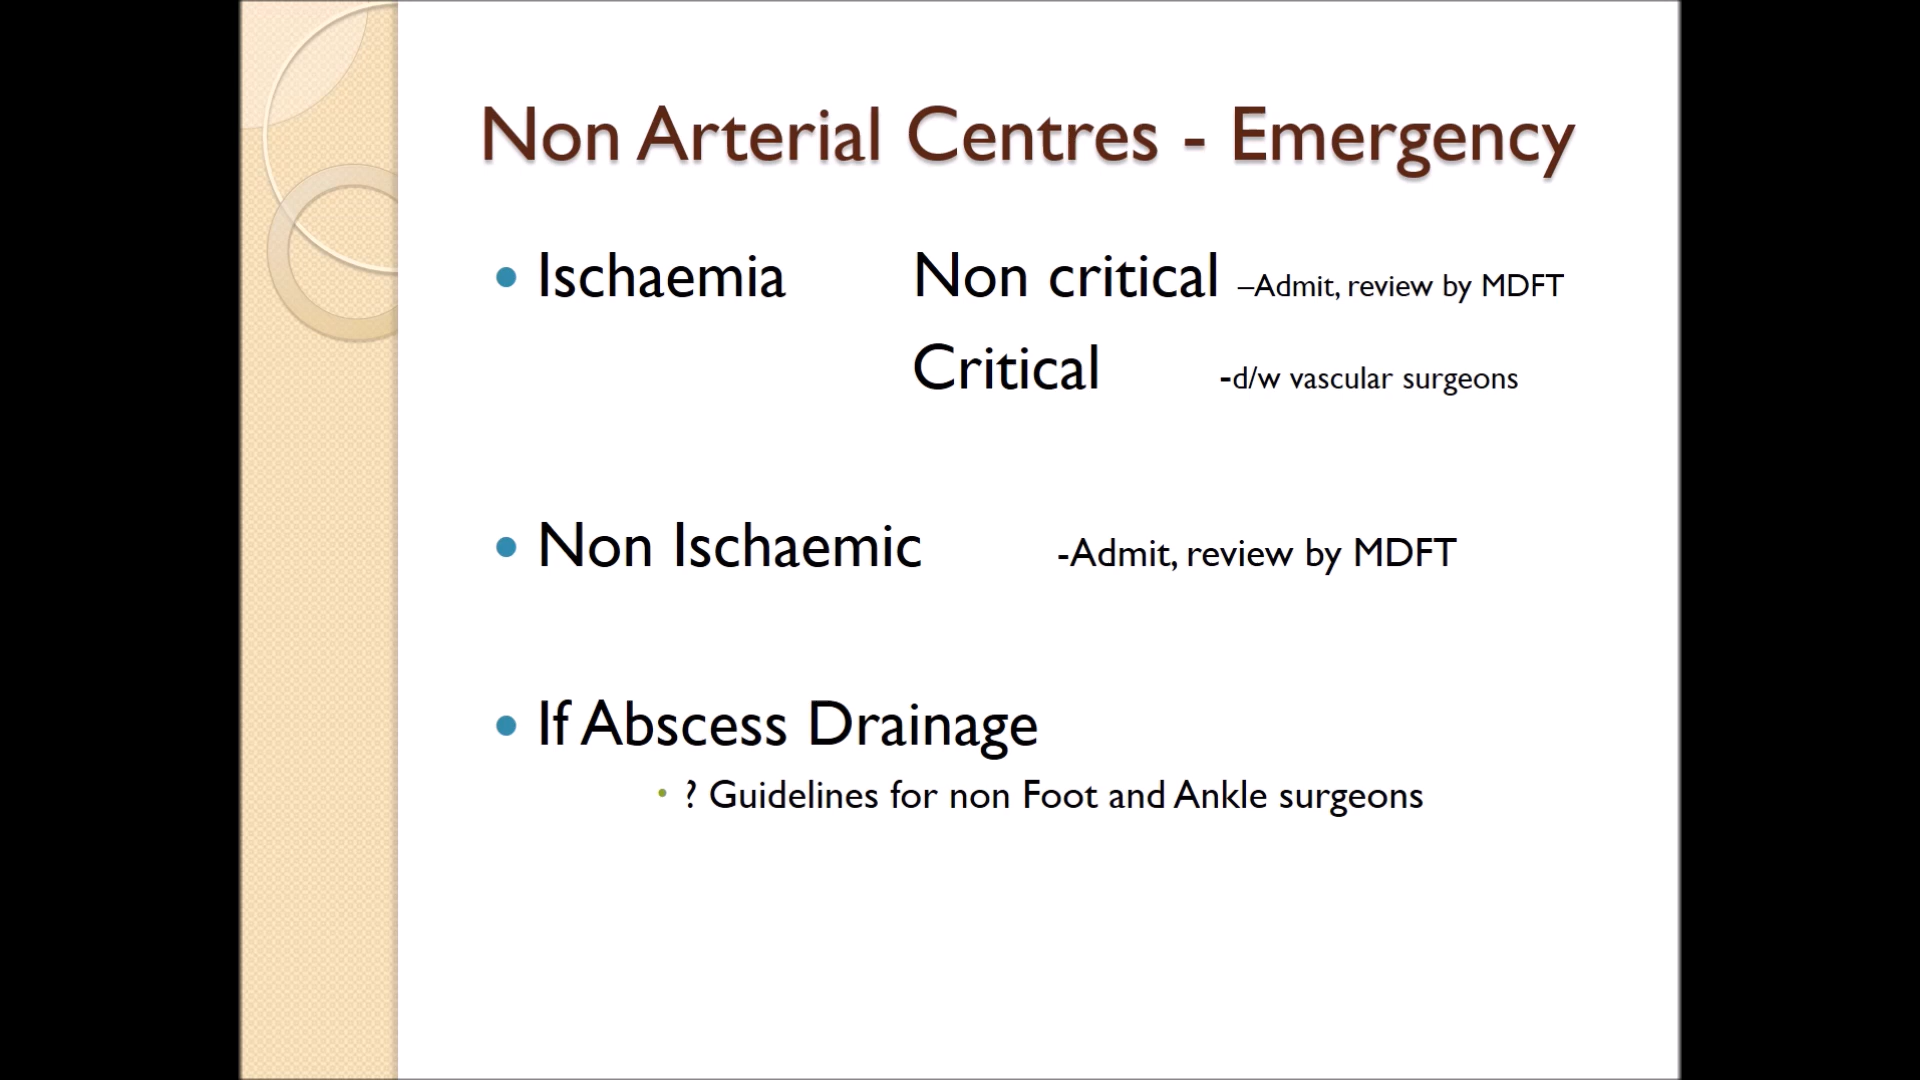 Non Arterial Centres - Emergency
• Ischaemia Non critical –Admit, review by MDFT
Critical -d/w vascular surgeons
• Non Ischaemic -Admit, review by MDFT
• If Abscess Drainage
• ? Guidelines for non Foot and Ankle surgeons